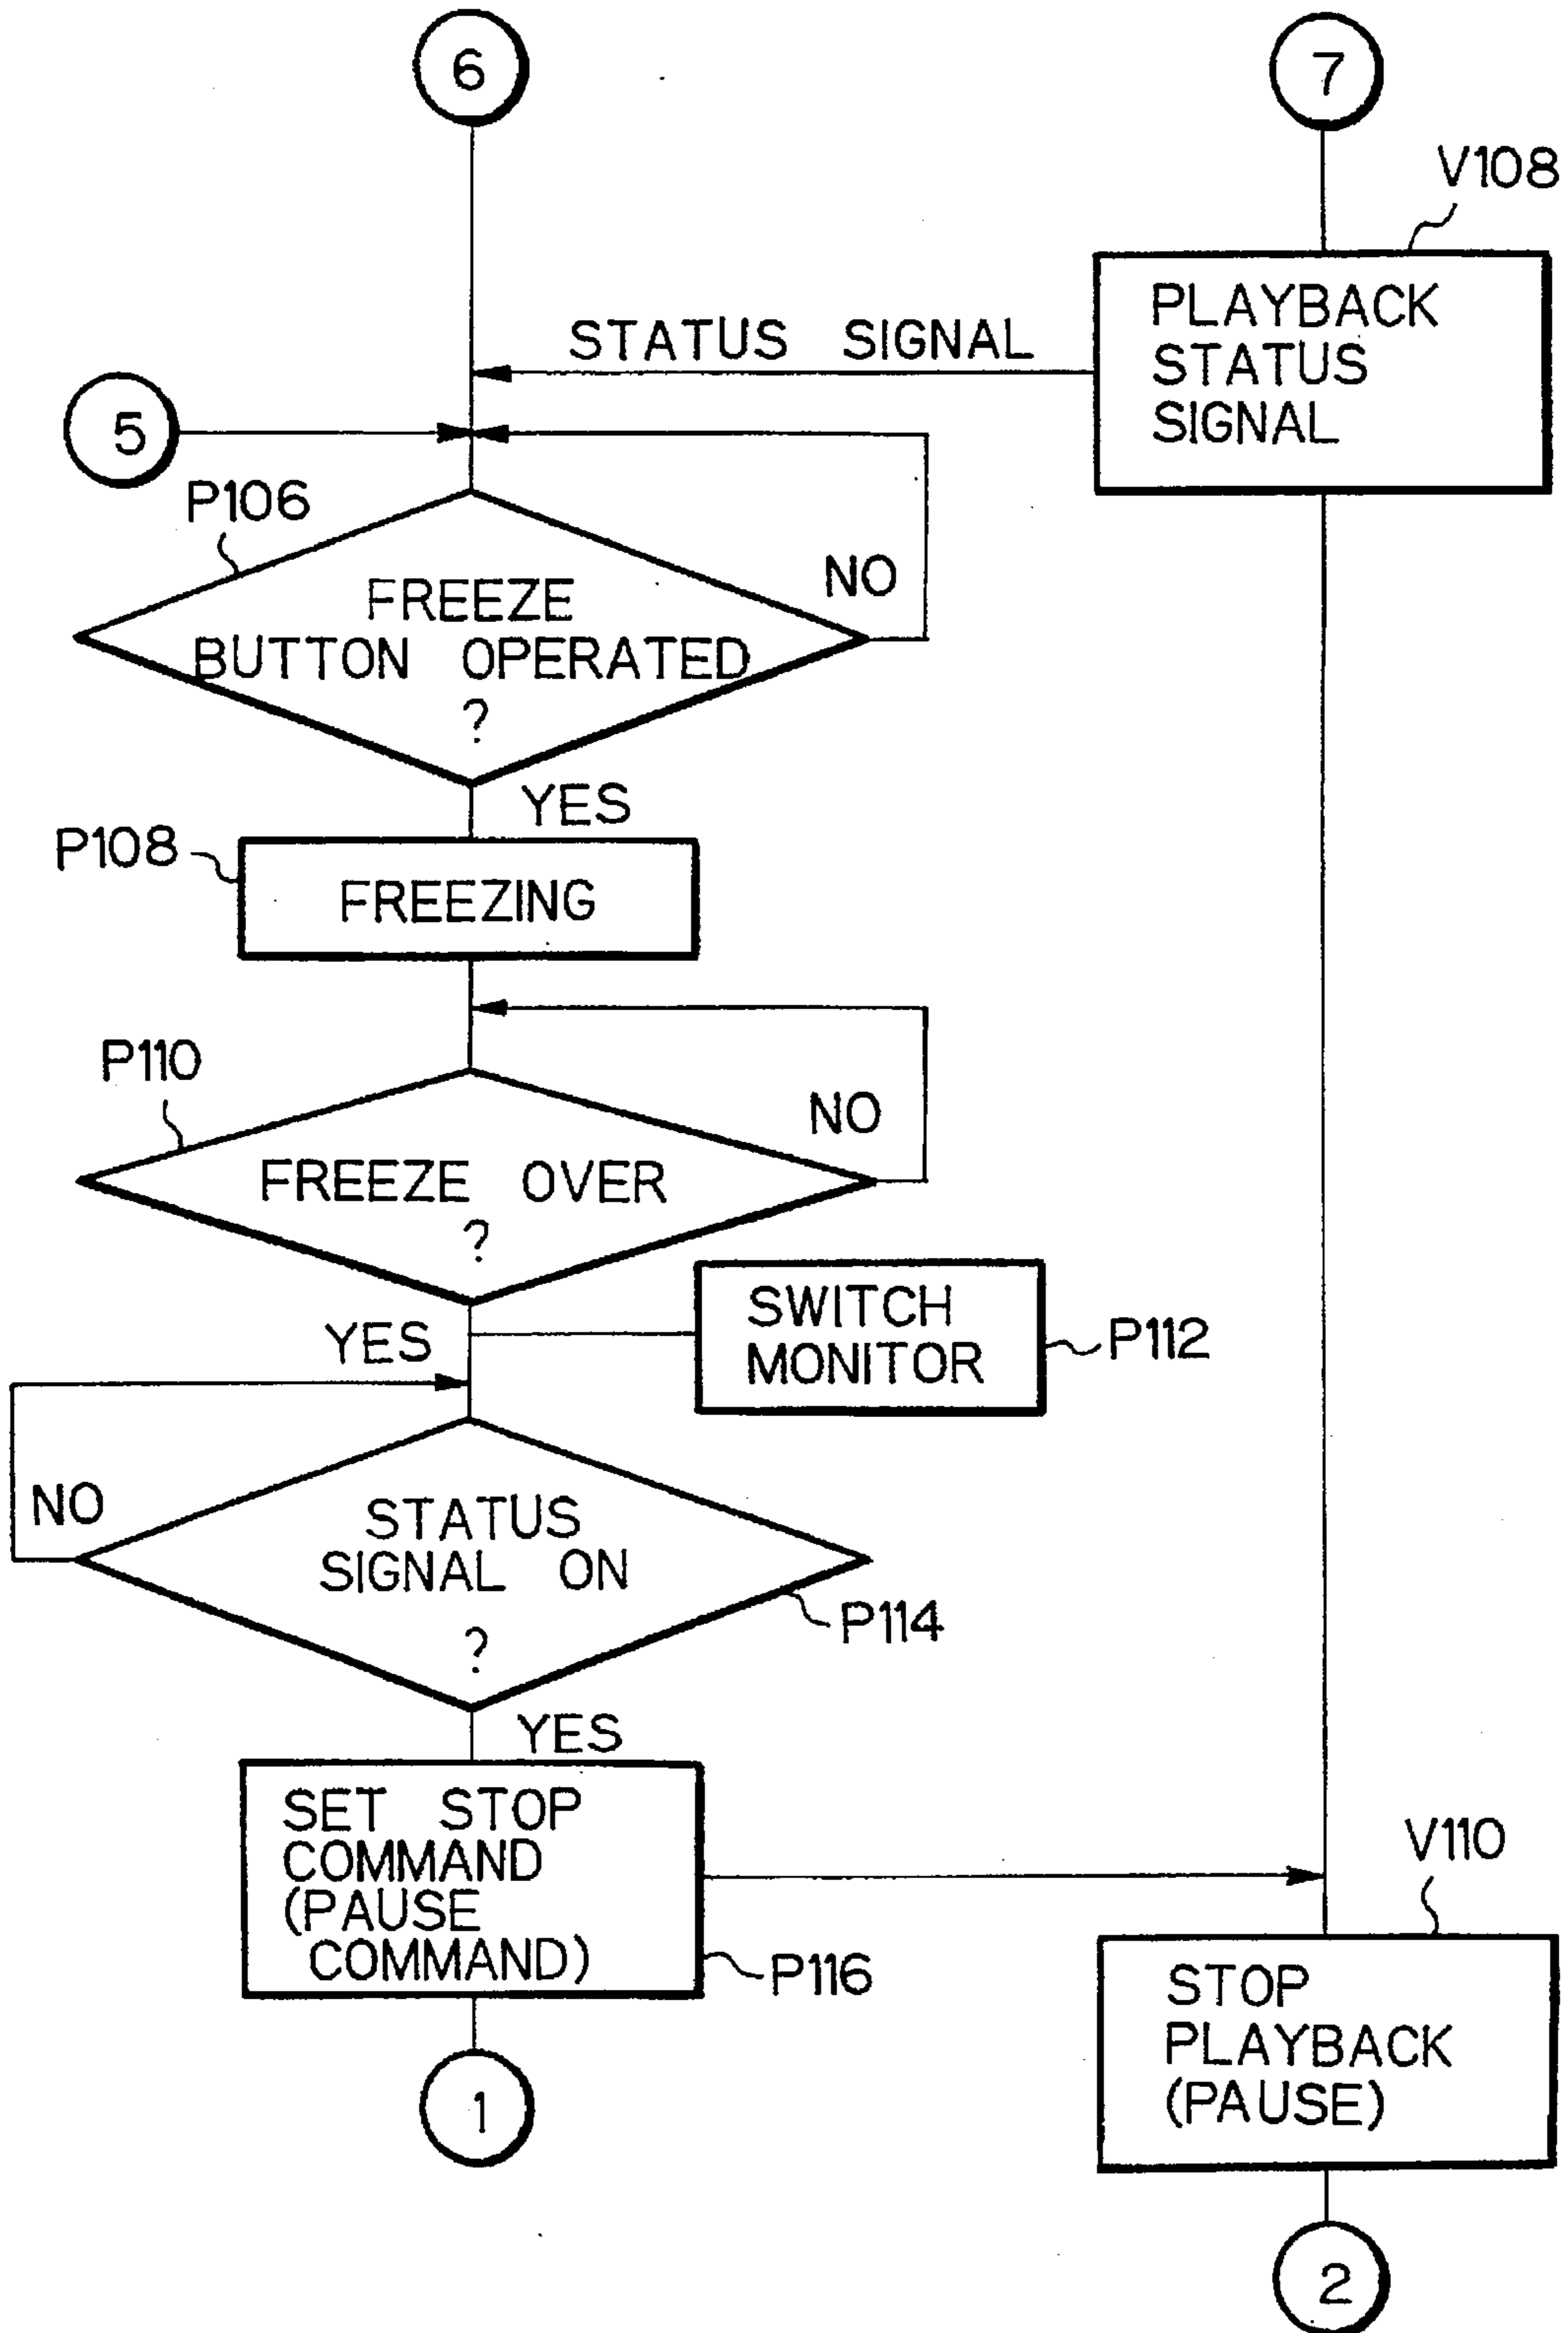 6
7
V108
PLAYBACK
STATUS
SIGNAL
STATUS SIGNAL
5
P106
FREEZE
BUTTON OPERATED
?
NO
YES
P108
FREEZING
P110
NO
FREEZE OVER
?
YES
SWITCH
MONITOR
P112
NO
STATUS
SIGNAL ON
?
P114
YES
SET STOP
COMMAND
(PAUSE
COMMAND)
P116
V110
STOP
PLAYBACK
(PAUSE)
1
2